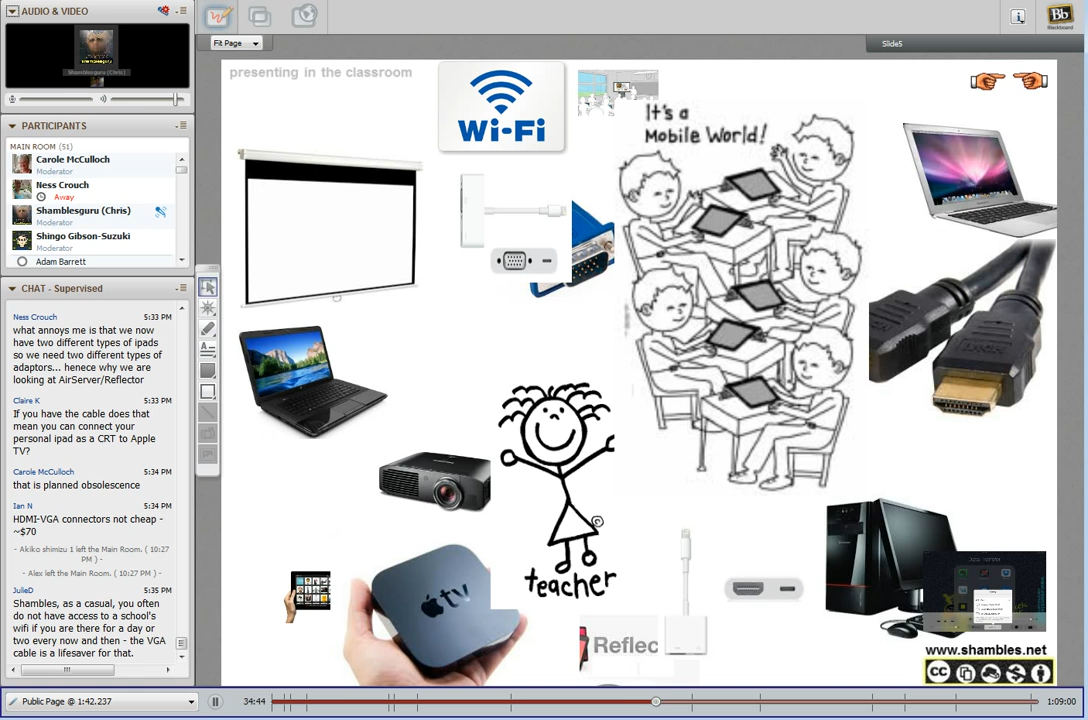 AUDIO & VIDEO
Shamblesguru (Chris)
PARTICIPANTS
MAIN ROOM (51)
Carole McCulloch
Moderator
Ness Crouch
Away
Shamblesguru (Chris)
Moderator
Shingo Gibson-Suzuki
Moderator
Adam Barrett
CHAT - Supervised
Ness Crouch 5:33 PM
what annoys me is that we now
have two different types of ipads
so we need two different types of
adaptors... henece why we are
looking at AirServer/Reflector
Claire K 5:33 PM
If you have the cable does that
mean you can connect your
personal ipad as a CRT to Apple
TV?
Carole McCulloch 5:34 PM
that is planned obsolescence
Ian N 5:34 PM
HDMI-VGA connectors not cheap -
~$70
- Akiko shimizu 1 left the Main Room. ( 10:27
PM ) -
- Alex left the Main Room. ( 10:27 PM ) -
JulieD 5:35 PM
Shambles, as a casual, you often
do not have access to a school's
wifi if you are there for a day or
two every now and then - the VGA
cable is a lifesaver for that.
Public Page @ 1:42.237
34:44
1:09:00
Fit Page
Slide5
Bb
Blackboard
presenting in the classroom
Wi-Fi
It's a
Mobile World!
teacher
tv
Reflec
www.shambles.net
CC